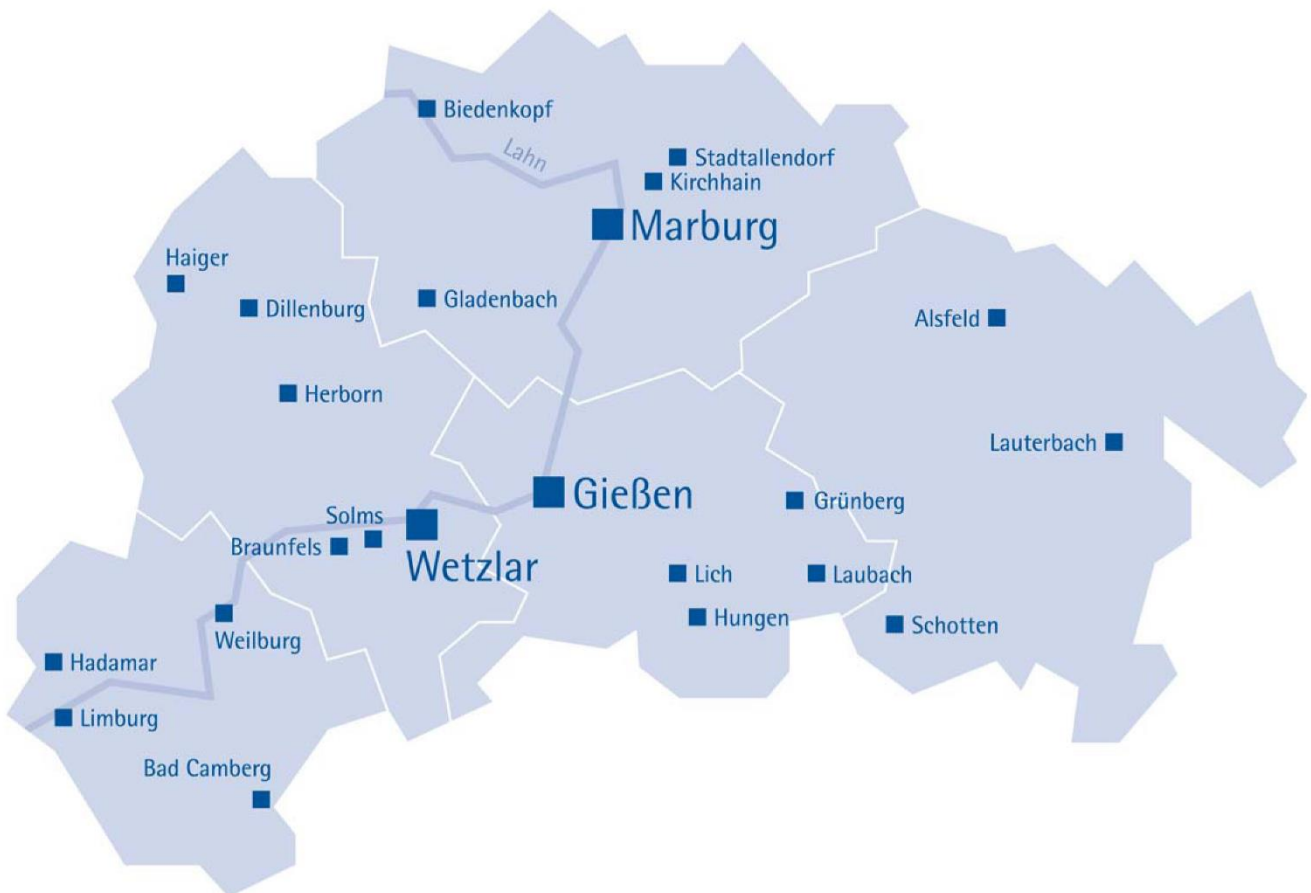 Biedenkopf
Lahn
Stadtallendorf
Kirchhain
Marburg
Haiger
Dillenburg
Gladenbach
Alsfeld
Herborn
Lauterbach
Gießen
Grünberg
Solms
Braunfels
Wetzlar
Lich
Laubach
Hungen
Schotten
Weilburg
Hadamar
Limburg
Bad Camberg